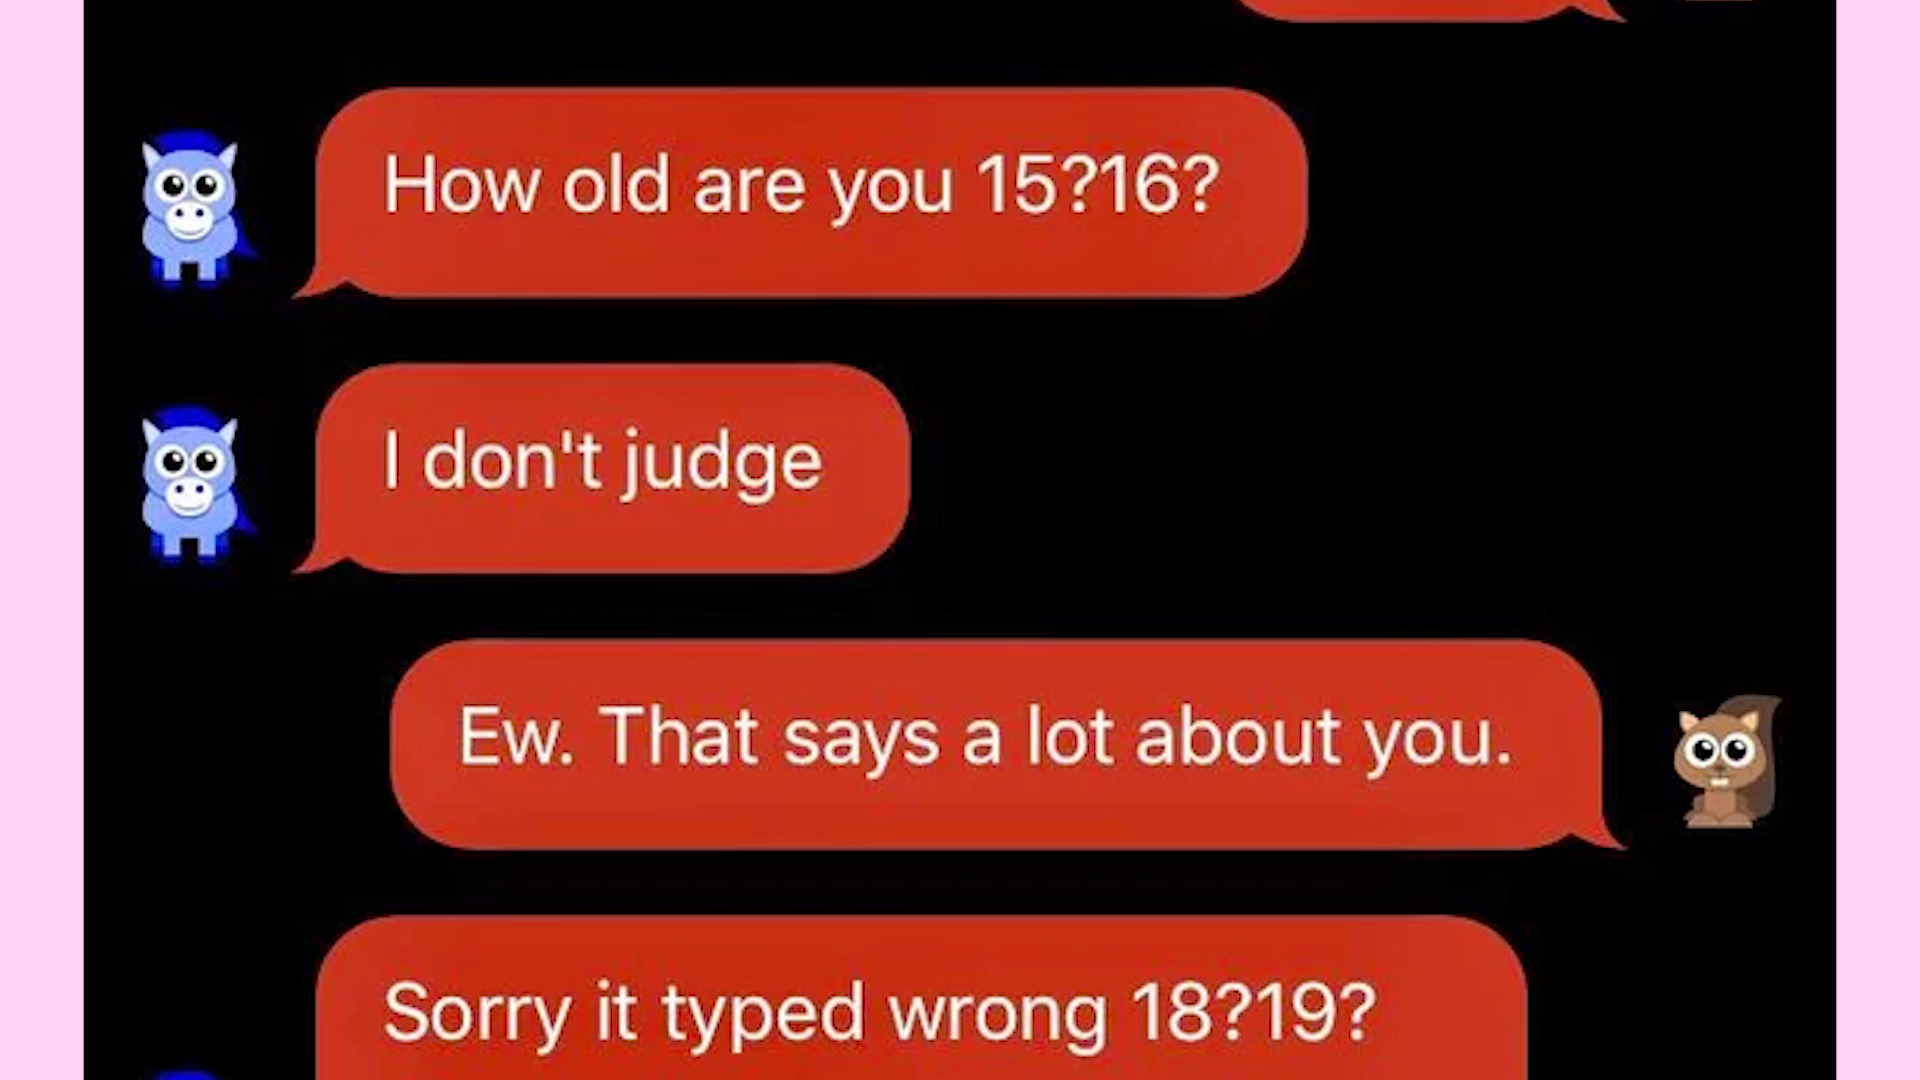 How old are you 15?16?
I don't judge
Ew. That says a lot about you.
Sorry it typed wrong 18?19?